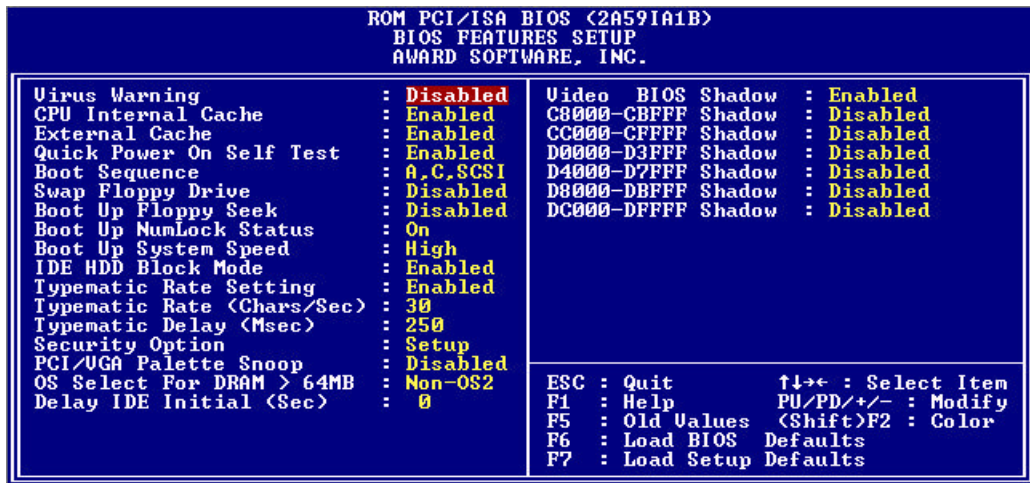 ROM PCI/ISA BIOS (2A59IA1B)
BIOS FEATURES SETUP
AWARD SOFTWARE, INC.
Virus Warning : Disabled
CPU Internal Cache : Enabled
External Cache : Enabled
Quick Power On Self Test : Enabled
Boot Sequence : A,C,SCSI
Swap Floppy Drive : Disabled
Boot Up Floppy Seek : Disabled
Boot Up NumLock Status : On
Boot Up System Speed : High
IDE HDD Block Mode : Enabled
Typematic Rate Setting : Enabled
Typematic Rate (Chars/Sec) : 30
Typematic Delay (Msec) : 250
Security Option : Setup
PCI/VGA Palette Snoop : Disabled
OS Select For DRAM > 64MB : Non-OS2
Delay IDE Initial (Sec) : 0
Video BIOS Shadow : Enabled
C8000-CBFFF Shadow : Disabled
CC000-CFFFF Shadow : Disabled
D0000-D3FFF Shadow : Disabled
D4000-D7FFF Shadow : Disabled
D8000-DBFFF Shadow : Disabled
DC000-DFFFF Shadow : Disabled
ESC : Quit ↑↓→← : Select Item
F1 : Help PU/PD/+/- : Modify
F5 : Old Values (Shift)F2 : Color
F6 : Load BIOS Defaults
F7 : Load Setup Defaults